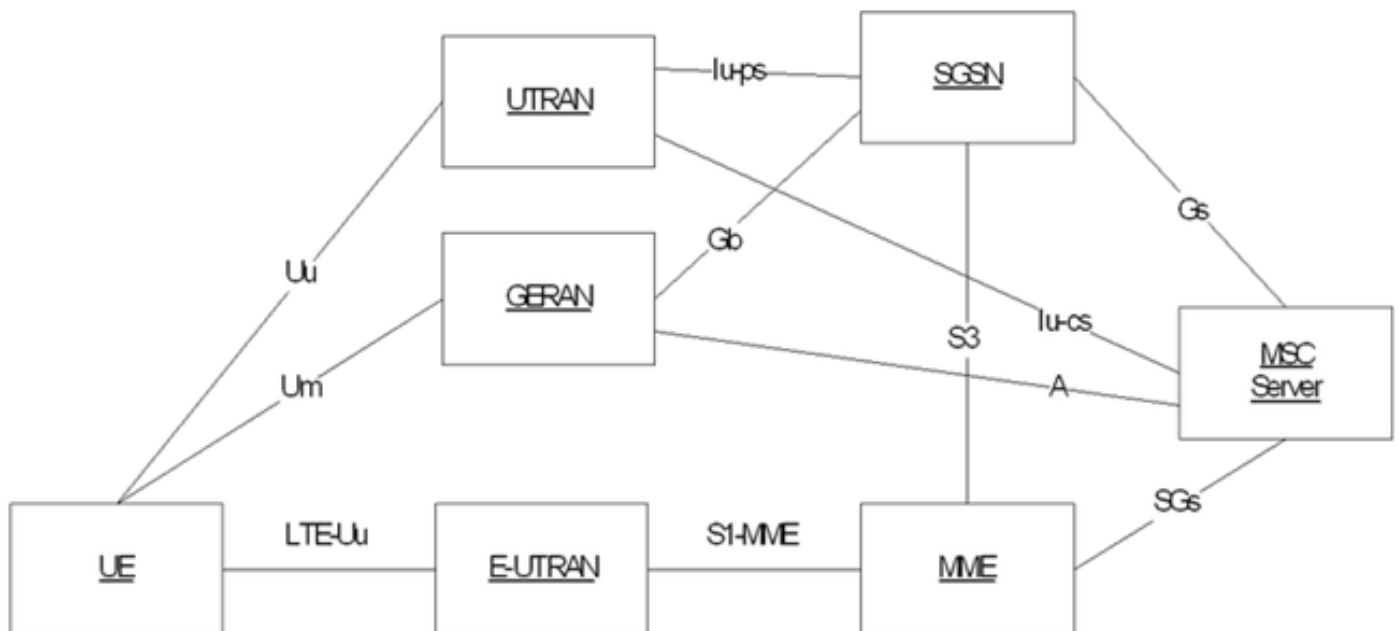 Iu-ps
SGSN
UTRAN
Gs
Gb
Uu
GERAN
Iu-cs
S3
MSC
Server
Um
A
SGs
LTE-Uu
S1-MME
UE
E-UTRAN
MME